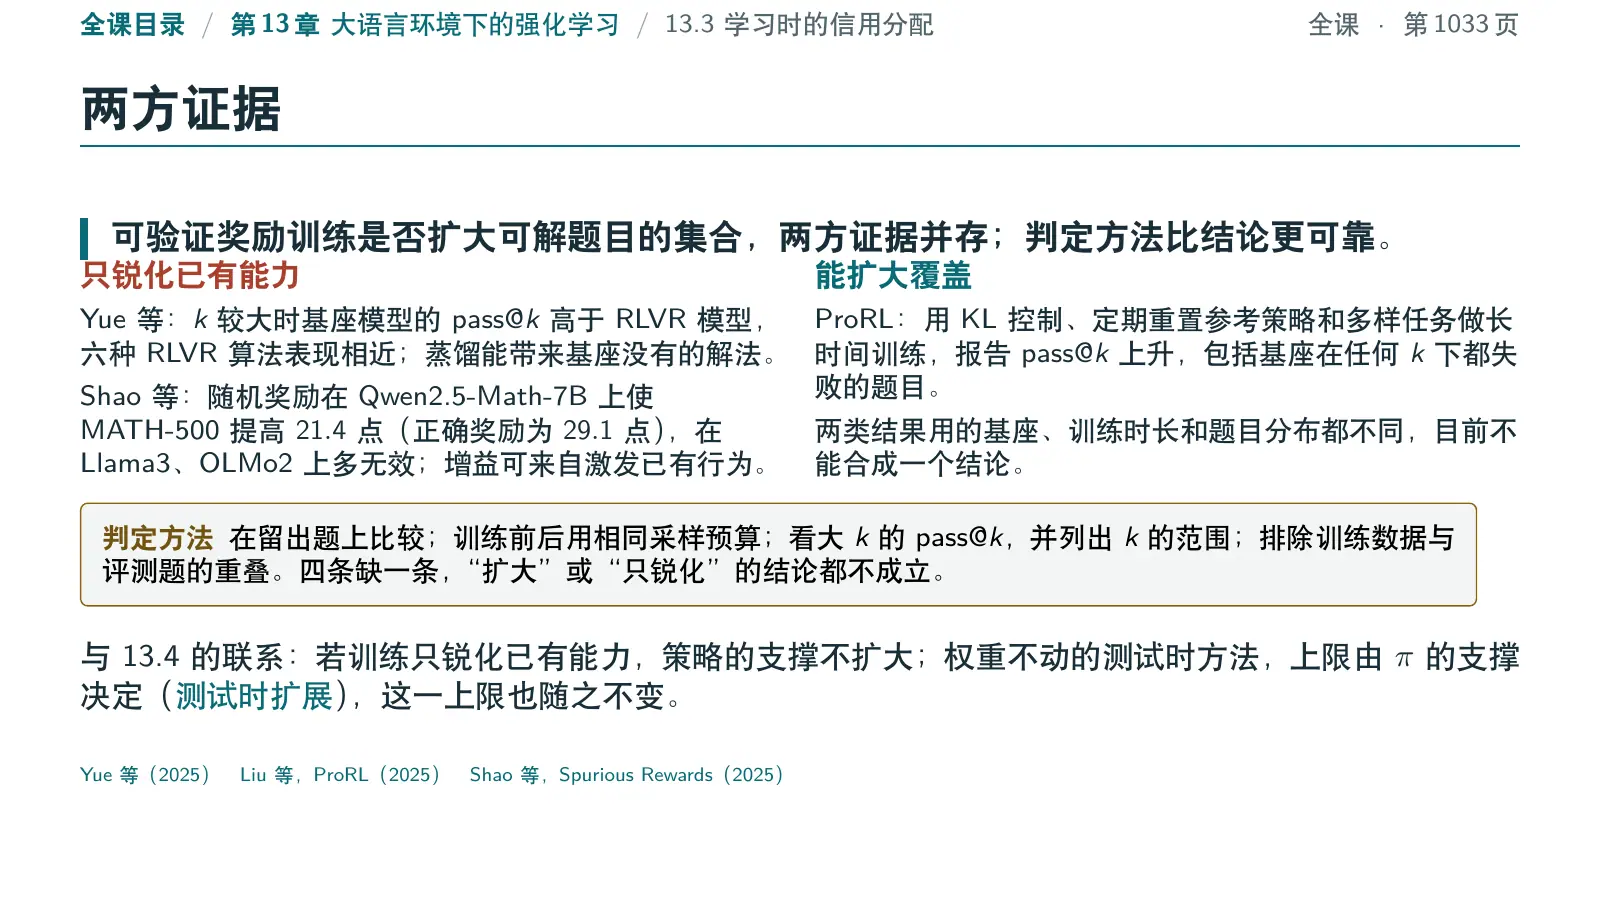 全课目录 / 第13章 大语言环境下的强化学习 / 13.3 学习时的信用分配
全课 · 第1033页
两方证据
可验证奖励训练是否扩大可解题目的集合，两方证据并存；判定方法比结论更可靠。
只锐化已有能力
Yue 等：k 较大时基座模型的 pass@k 高于 RLVR 模型，
六种 RLVR 算法表现相近；蒸馏能带来基座没有的解法。
Shao 等：随机奖励在 Qwen2.5-Math-7B 上使
MATH-500 提高 21.4 点（正确奖励为 29.1 点），在
Llama3、OLMo2 上多无效；增益可来自激发已有行为。
能扩大覆盖
ProRL：用 KL 控制、定期重置参考策略和多样任务做长
时间训练，报告 pass@k 上升，包括基座在任何 k 下都失
败的题目。
两类结果用的基座、训练时长和题目分布都不同，目前不
能合成一个结论。
判定方法 在留出题上比较；训练前后用相同采样预算；看大 k 的 pass@k，并列出 k 的范围；排除训练数据与
评测题的重叠。四条缺一条，“扩大”或“只锐化”的结论都不成立。
与 13.4 的联系：若训练只锐化已有能力，策略的支撑不扩大；权重不动的测试时方法，上限由 π 的支撑
决定（测试时扩展），这一上限也随之不变。
Yue 等（2025） Liu 等，ProRL（2025） Shao 等，Spurious Rewards（2025）